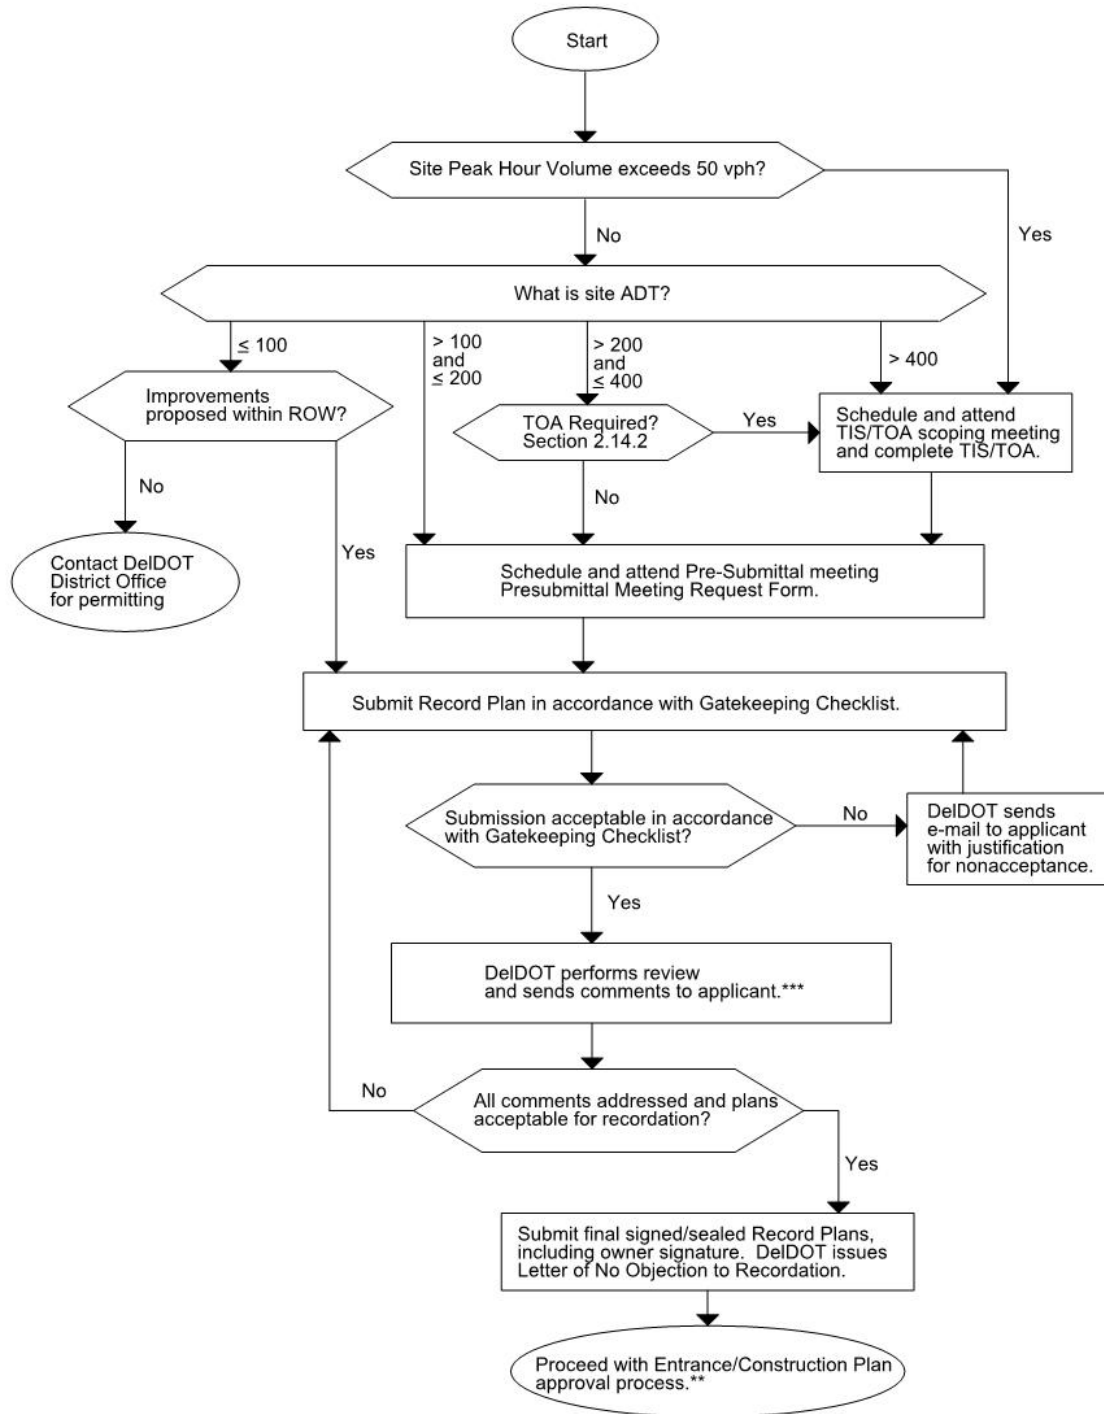 Start
Site Peak Hour Volume exceeds 50 vph?
Yes
No
What is site ADT?
≤ 100
> 100
and
≤ 200
> 200
and
≤ 400
> 400
Improvements
proposed within ROW?
TOA Required?
Section 2.14.2
Yes
Schedule and attend
TIS/TOA scoping meeting
and complete TIS/TOA.
No
No
Contact DelDOT
District Office
for permitting
Yes
Schedule and attend Pre-Submittal meeting
Presubmittal Meeting Request Form.
Submit Record Plan in accordance with Gatekeeping Checklist.
Submission acceptable in accordance
with Gatekeeping Checklist?
No
DelDOT sends
e-mail to applicant
with justification
for nonacceptance.
Yes
DelDOT performs review
and sends comments to applicant.***
No
All comments addressed and plans
acceptable for recordation?
Yes
Submit final signed/sealed Record Plans,
including owner signature. DelDOT issues
Letter of No Objection to Recordation.
Proceed with Entrance/Construction Plan
approval process.**